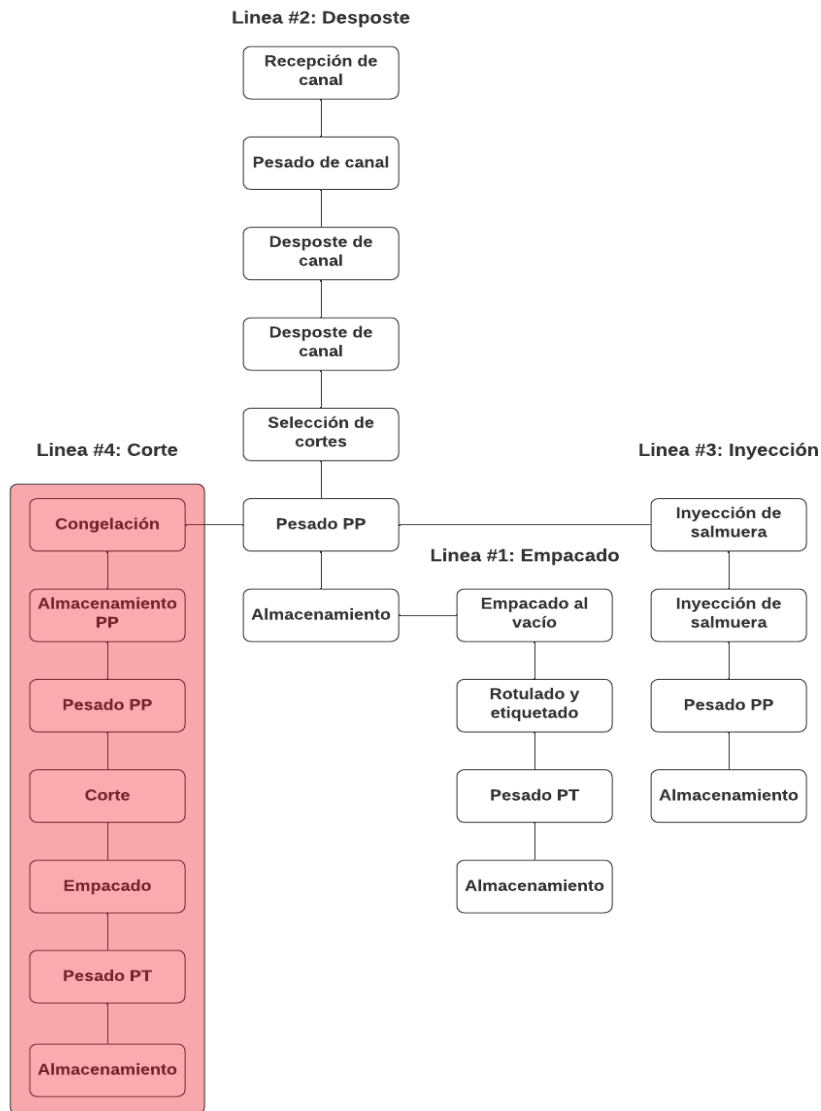 Linea #2: Desposte
Recepción de
canal
Pesado de canal
Desposte de
canal
Desposte de
canal
Selección de
cortes
Pesado PP
Almacenamiento
Linea #4: Corte
Congelación
Almacenamiento
PP
Pesado PP
Corte
Empacado
Pesado PT
Almacenamiento
Linea #1: Empacado
Empacado al
vacío
Rotulado y
etiquetado
Pesado PT
Almacenamiento
Linea #3: Inyección
Inyección de
salmuera
Inyección de
salmuera
Pesado PP
Almacenamiento